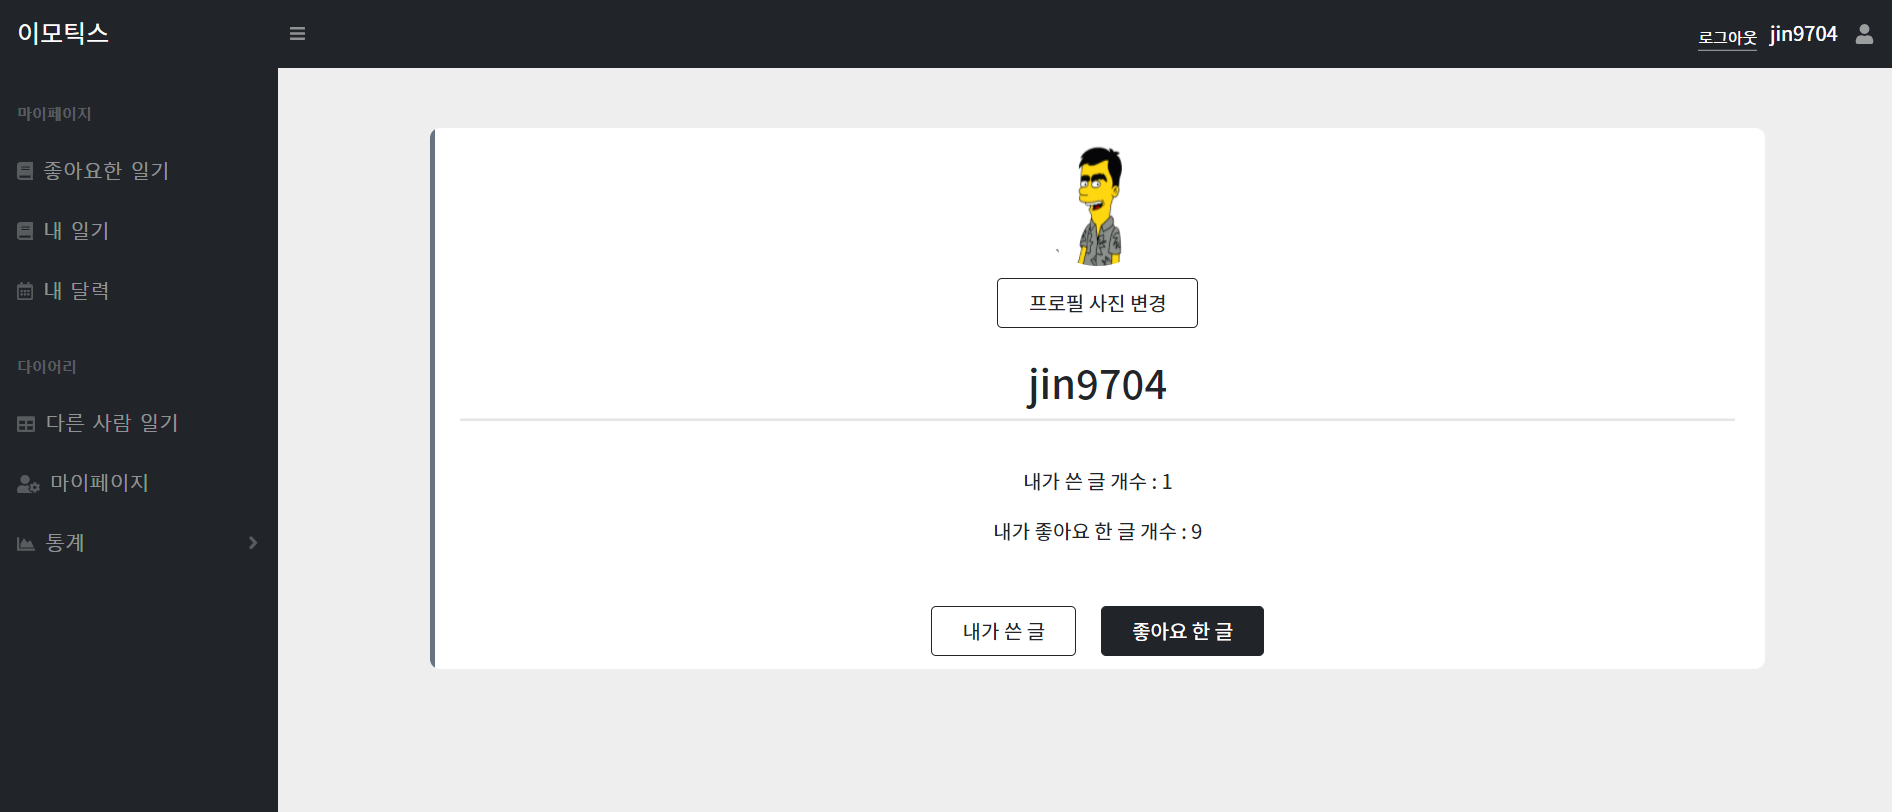 이모틱스
로그아웃 jin9704
마이페이지
좋아요한 일기
내 일기
내 달력
다이어리
다른 사람 일기
마이페이지
통계
프로필 사진 변경
jin9704
내가 쓴 글 개수 : 1
내가 좋아요 한 글 개수 : 9
내가 쓴 글
좋아요 한 글